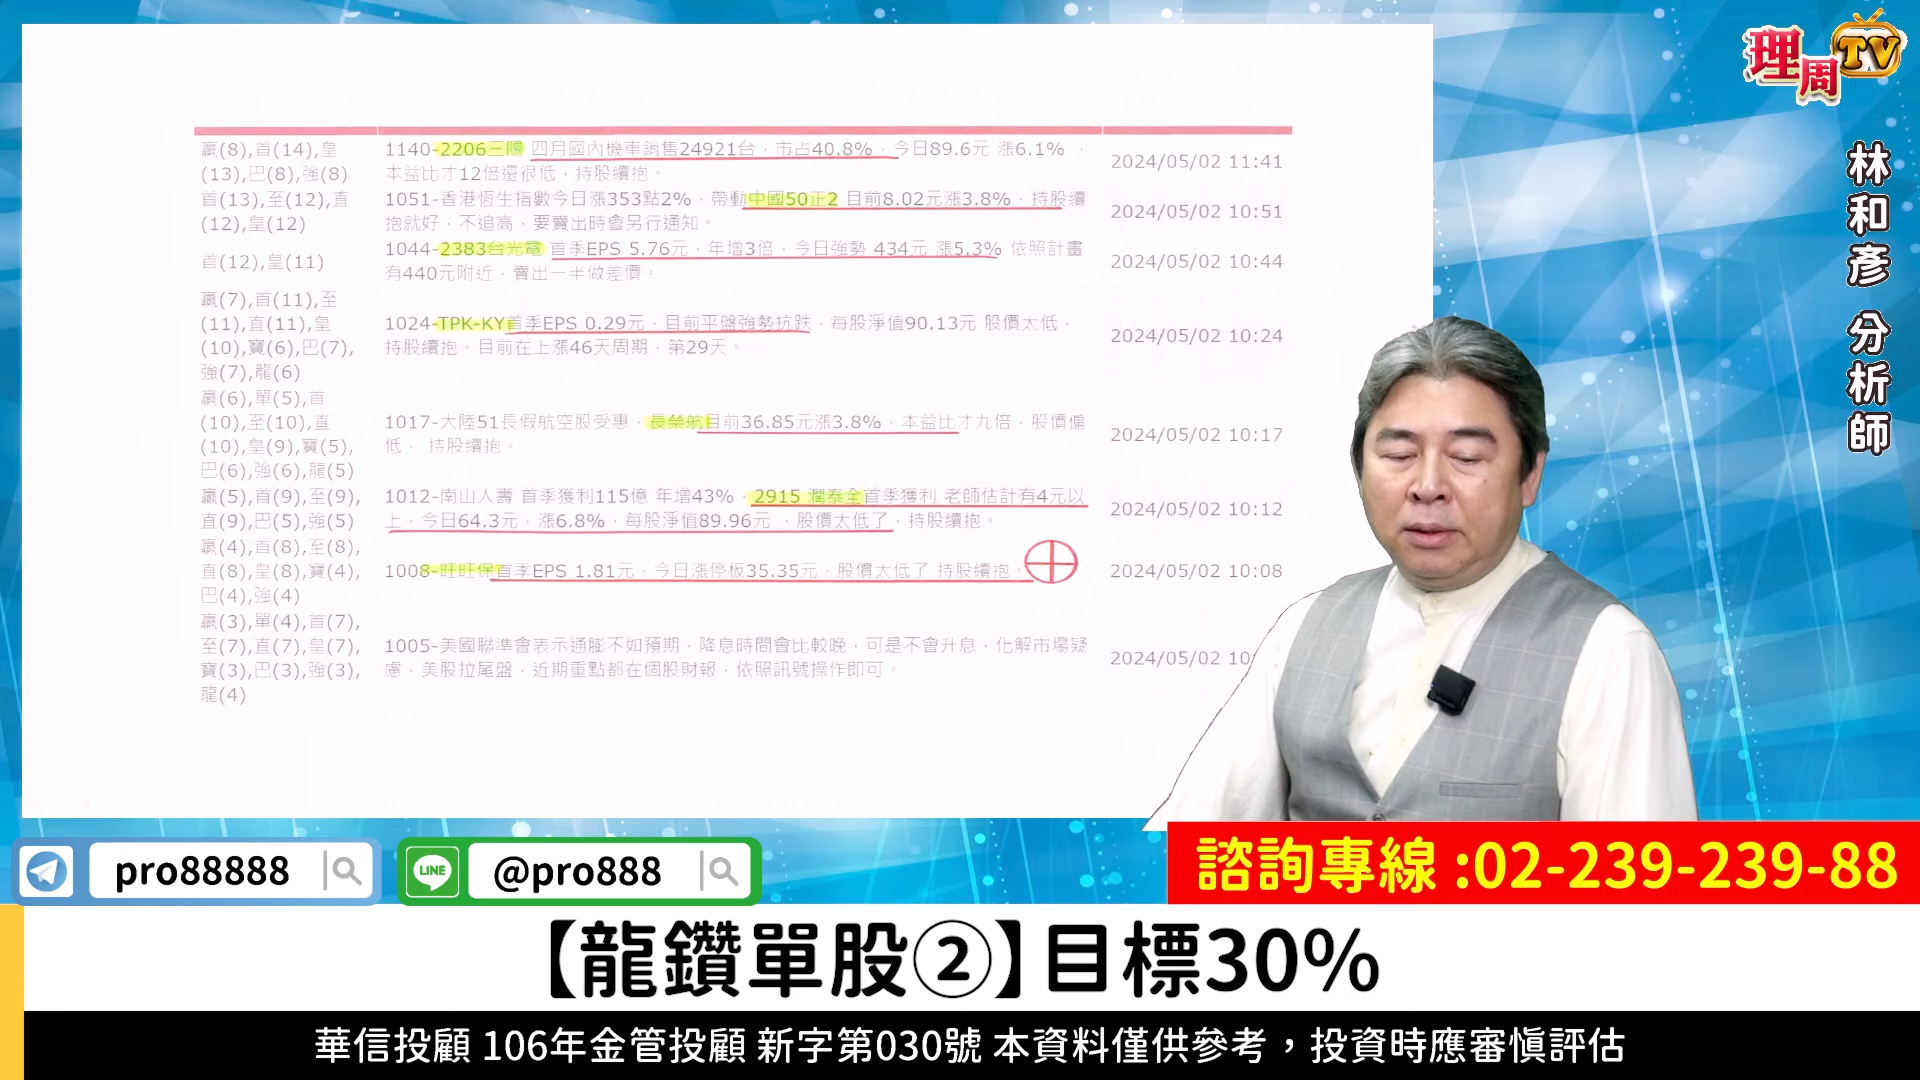 理周TV
林和彥 分析師
贏(8),首(14),皇
(13),巴(8),強(8)
1140-2206三陽 四月國內機車銷售24921台，市占40.8%，今日89.6元 漲6.1%，
本益比才12倍還很低，持股續抱。
2024/05/02 11:41
首(13),至(12),直
(12),皇(12)
1051-香港恆生指數今日漲353點2%，帶動中國50正2 目前8.02元漲3.8%，持股續
抱就好，不追高，要賣出時會另行通知。
2024/05/02 10:51
首(12),皇(11)
1044-2383台光電 首季EPS 5.76元，年增3倍，今日強勢 434元 漲5.3% 依照計畫
有440元附近，賣出一半做差價。
2024/05/02 10:44
贏(7),首(11),至
(11),直(11),皇
(10),寶(6),巴(7),
強(7),龍(6)
1024-TPK-KY首季EPS 0.29元，目前平盤強勢抗跌，每股淨值90.13元 股價太低，
持股續抱。目前在上漲46天周期，第29天。
2024/05/02 10:24
贏(6),單(5),首
(10),至(10),直
(10),皇(9),寶(5),
巴(6),強(6),龍(5)
1017-大陸51長假航空股受惠，長榮航目前36.85元漲3.8%，本益比才九倍，股價偏
低， 持股續抱。
2024/05/02 10:17
贏(5),首(9),至(9),
直(9),巴(5),強(5)
1012-南山人壽 首季獲利115億 年增43%，2915 潤泰全首季獲利 老師估計有4元以
上，今日64.3元，漲6.8%，每股淨值89.96元 ，股價太低了，持股續抱。
2024/05/02 10:12
贏(4),首(8),至(8),
直(8),皇(8),寶(4),
巴(4),強(4)
1008-旺旺保首季EPS 1.81元，今日漲停板35.35元，股價太低了 持股續抱。
2024/05/02 10:08
贏(3),單(4),首(7),
至(7),直(7),皇(7),
寶(3),巴(3),強(3),
龍(4)
1005-美國聯準會表示通膨不如預期，降息時間會比較晚，可是不會升息，化解市場疑
慮，美股拉尾盤，近期重點都在個股財報，依照訊號操作即可。
2024/05/02 10
pro88888
LINE @pro888
諮詢專線:02-239-239-88
【龍鑽單股②】目標30%
華信投顧 106年金管投顧 新字第030號 本資料僅供參考，投資時應審慎評估